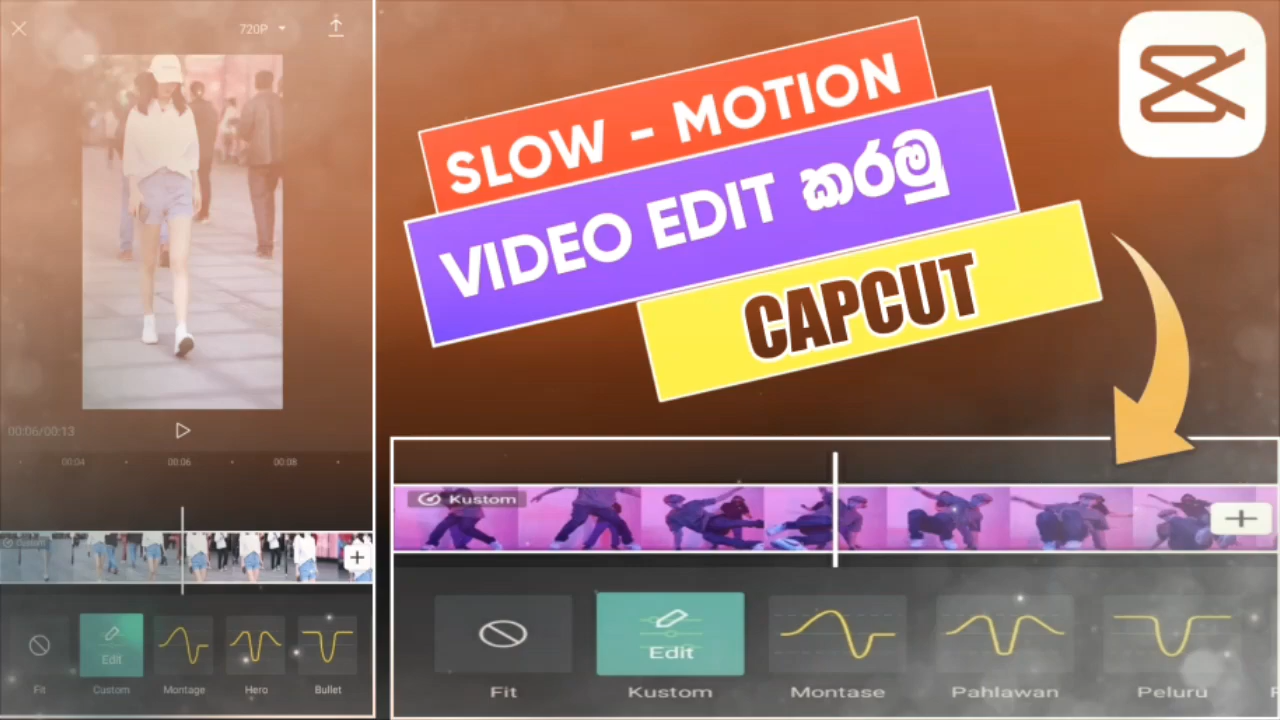 720P
SLOW - MOTION
VIDEO EDIT කරමු
CAPCUT
00:06/00:13
00:04
00:06
00:08
Kustom
Edit
Fit
Custom
Montage
Hero
Bullet
Edit
Fit
Kustom
Montase
Pahlawan
Peluru